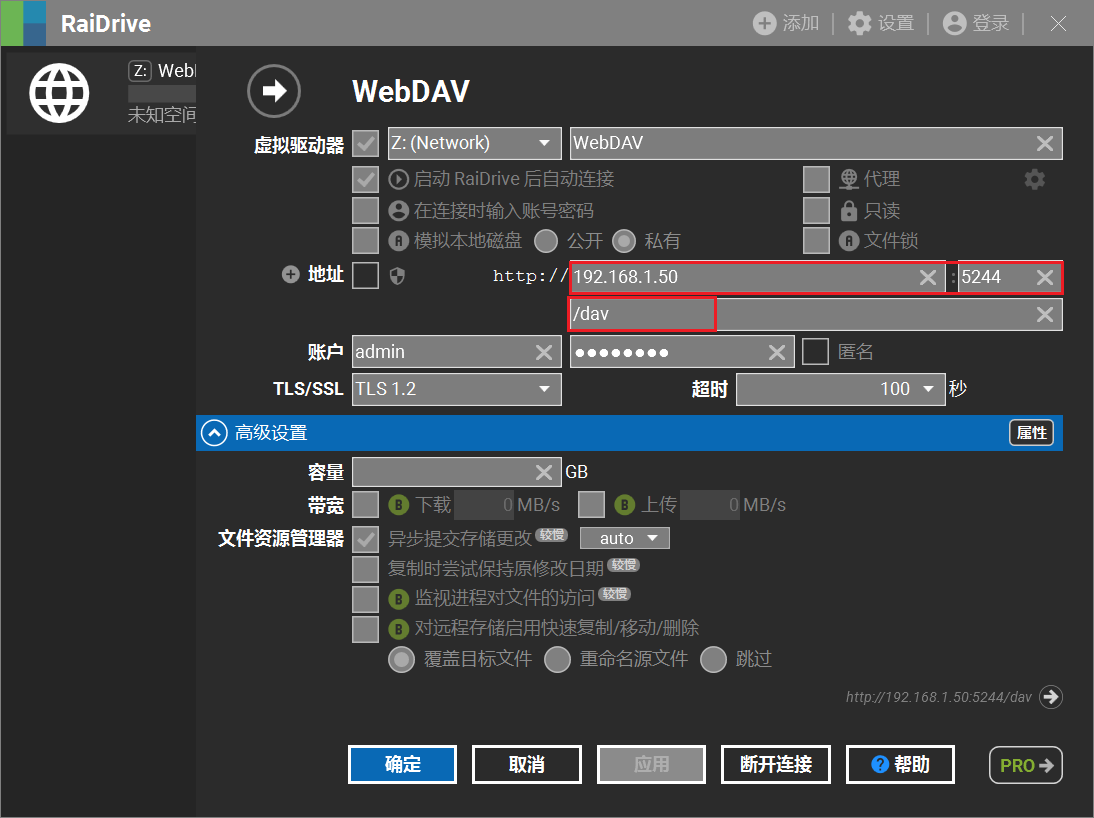 RaiDrive 添加 设置 登录
Z: WebI
未知空间
WebDAV
虚拟驱动器 Z: (Network) WebDAV
启动 RaiDrive 后自动连接 代理
在连接时输入账号密码 只读
A 模拟本地磁盘 公开 私有 A 文件锁
地址 http:// 192.168.1.50 : 5244
/dav
账户 admin ●●●●●●●● 匿名
TLS/SSL TLS 1.2 超时 100 秒
高级设置 属性
容量 GB
带宽 B 下载 0 MB/s B 上传 0 MB/s
文件资源管理器 异步提交存储更改 较慢 auto
复制时尝试保持原修改日期 较慢
B 监视进程对文件的访问 较慢
B 对远程存储启用快速复制/移动/删除
覆盖目标文件 重命名源文件 跳过
http://192.168.1.50:5244/dav
确定 取消 应用 断开连接 ? 帮助 PRO